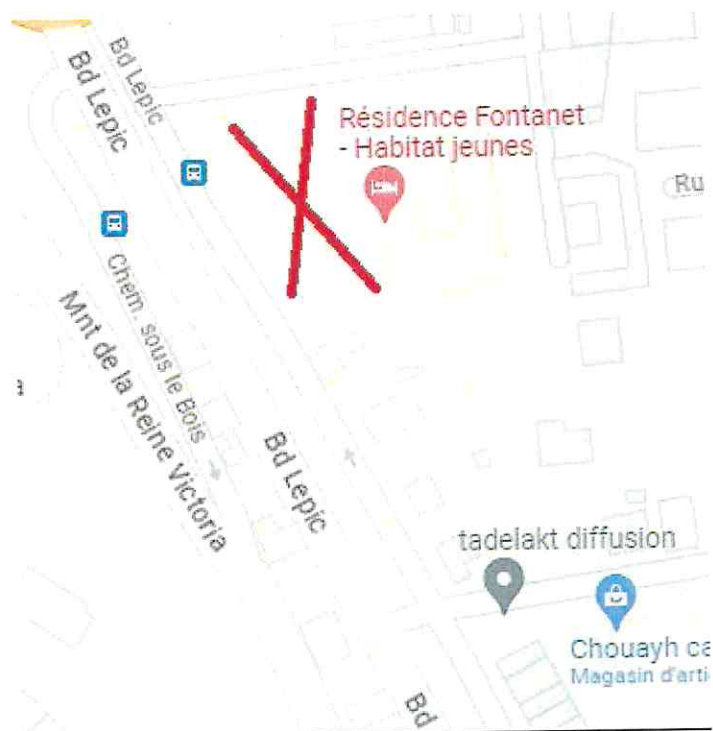 Bd Lepic
Bd Lepic
Résidence Fontanet
- Habitat jeunes
Ru
Chem. sous le Bois
Mnt de la Reine Victoria
Bd Lepic
tadelakt diffusion
Chouayh ca
Magasin d'arti
Bd